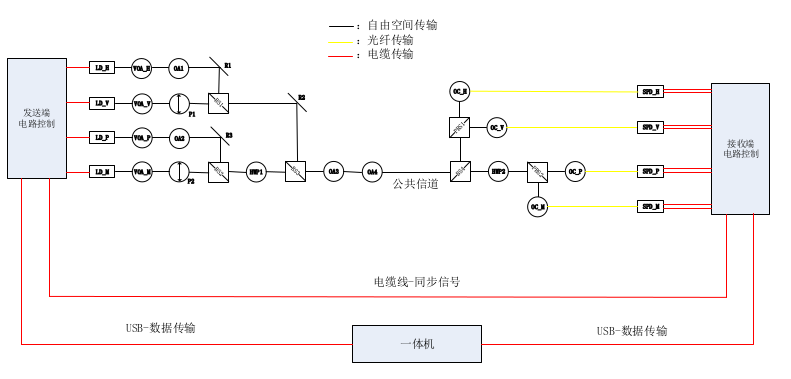 : 自由空间传输
: 光纤传输
: 电缆传输
发送端
电路控制
LD_H
VOA_H
OA1
R1
LD_V
VOA_V
P1
BS1
R2
LD_P
VOA_P
OA2
R3
LD_M
VOA_M
P2
HWP1
OA3
OA4
公共信道
OC_H
PBS1
OC_V
HWP2
PBS2
OC_P
OC_M
SPD_H
SPD_V
SPD_P
SPD_M
接收端
电路控制
电缆线-同步信号
USB-数据传输
一体机
USB-数据传输